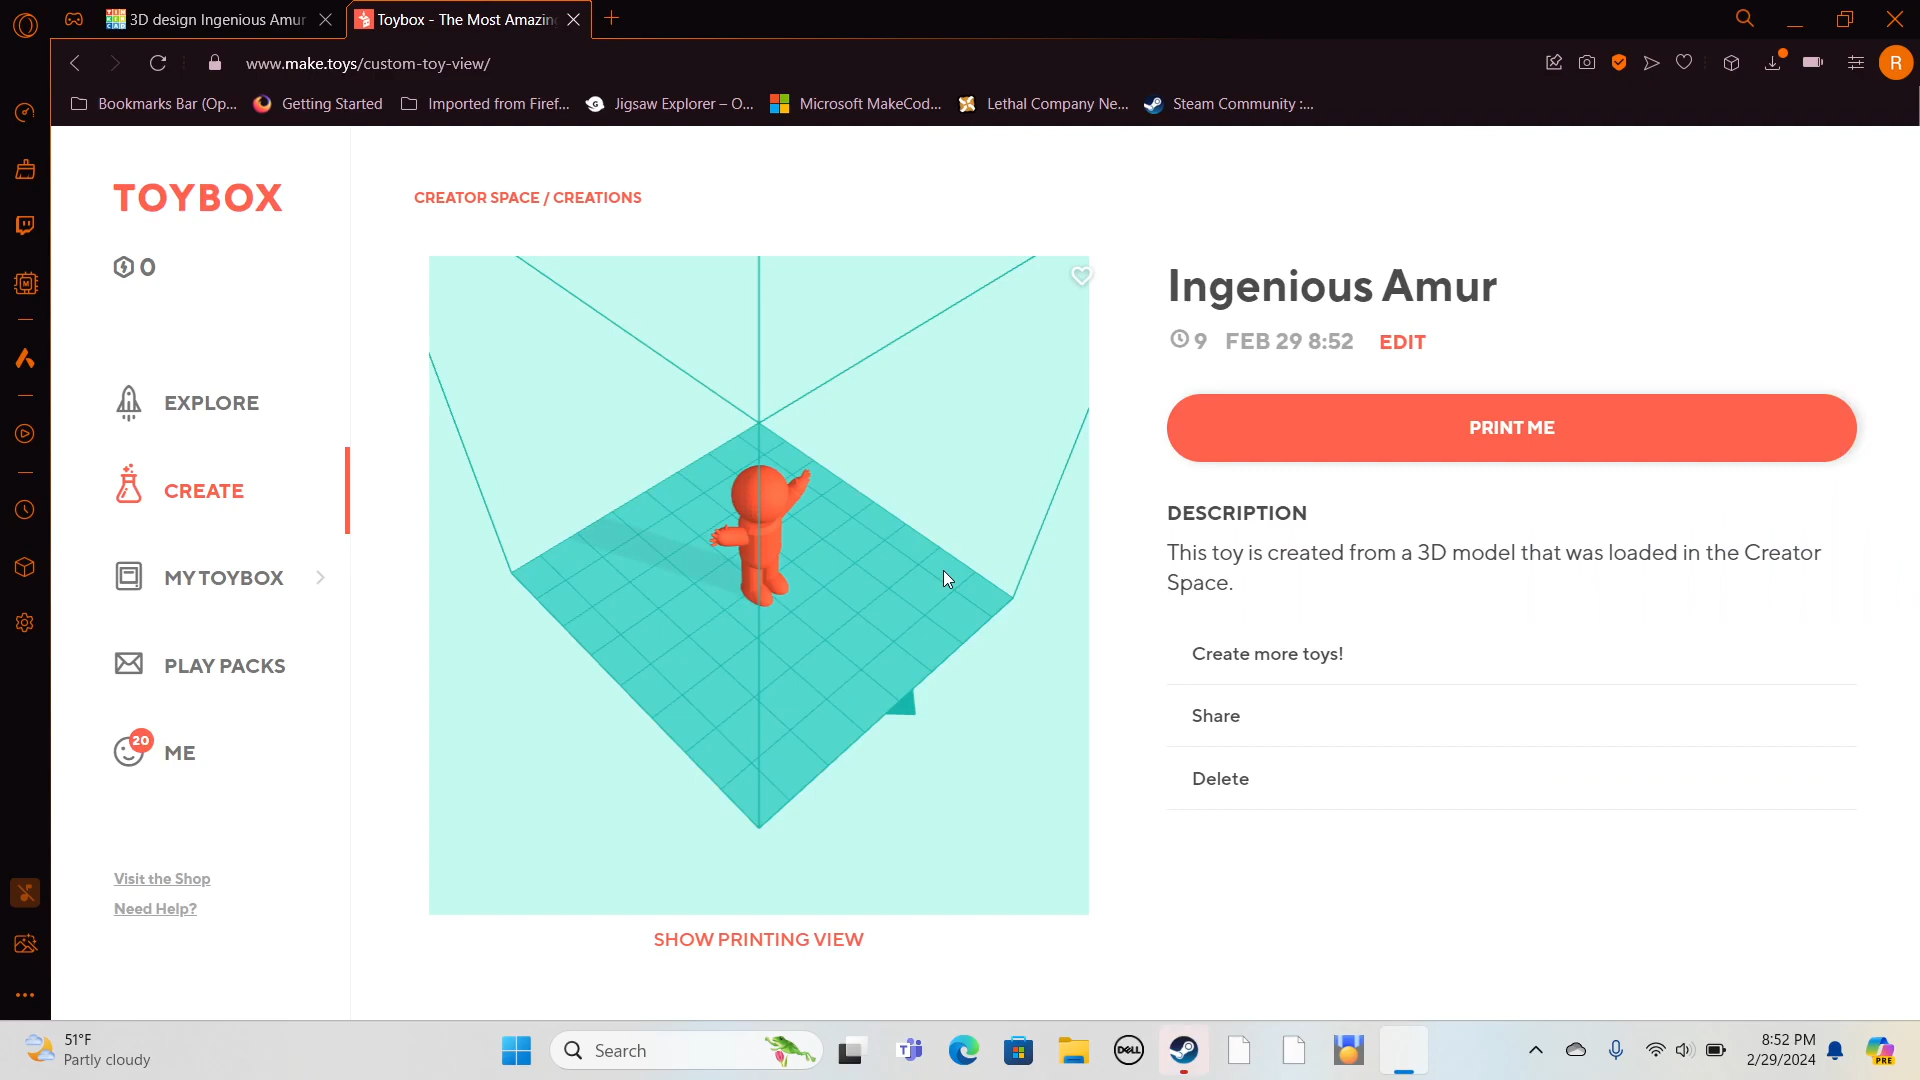 3D design Ingenious Amur
Toybox - The Most Amazin
www.make.toys/custom-toy-view/
R
Bookmarks Bar (Op...
Getting Started
Imported from Firef...
Jigsaw Explorer – O...
Microsoft MakeCod...
Lethal Company Ne...
Steam Community :...
TOYBOX
0
EXPLORE
CREATE
MY TOYBOX
PLAY PACKS
20
ME
Visit the Shop
Need Help?
CREATOR SPACE / CREATIONS
SHOW PRINTING VIEW
Ingenious Amur
9 FEB 29 8:52 EDIT
PRINT ME
DESCRIPTION
This toy is created from a 3D model that was loaded in the Creator
Space.
Create more toys!
Share
Delete
51°F
Partly cloudy
Search
DELL
8:52 PM
2/29/2024
PRE